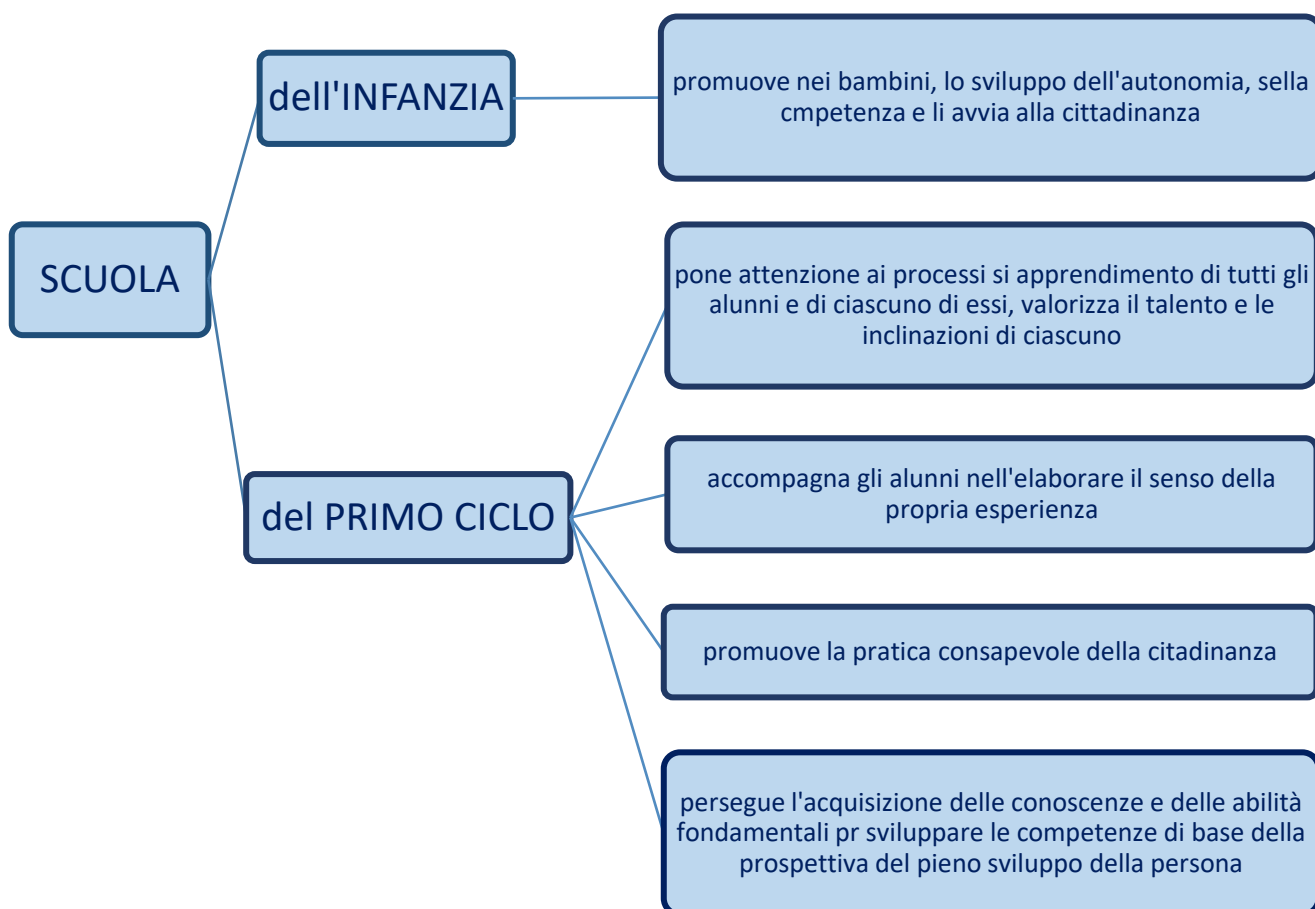 SCUOLA
dell'INFANZIA
promuove nei bambini, lo sviluppo dell'autonomia, sella
cmpetenza e li avvia alla cittadinanza
del PRIMO CICLO
pone attenzione ai processi si apprendimento di tutti gli
alunni e di ciascuno di essi, valorizza il talento e le
inclinazioni di ciascuno
accompagna gli alunni nell'elaborare il senso della
propria esperienza
promuove la pratica consapevole della citadinanza
persegue l'acquisizione delle conoscenze e delle abilità
fondamentali pr sviluppare le competenze di base della
prospettiva del pieno sviluppo della persona